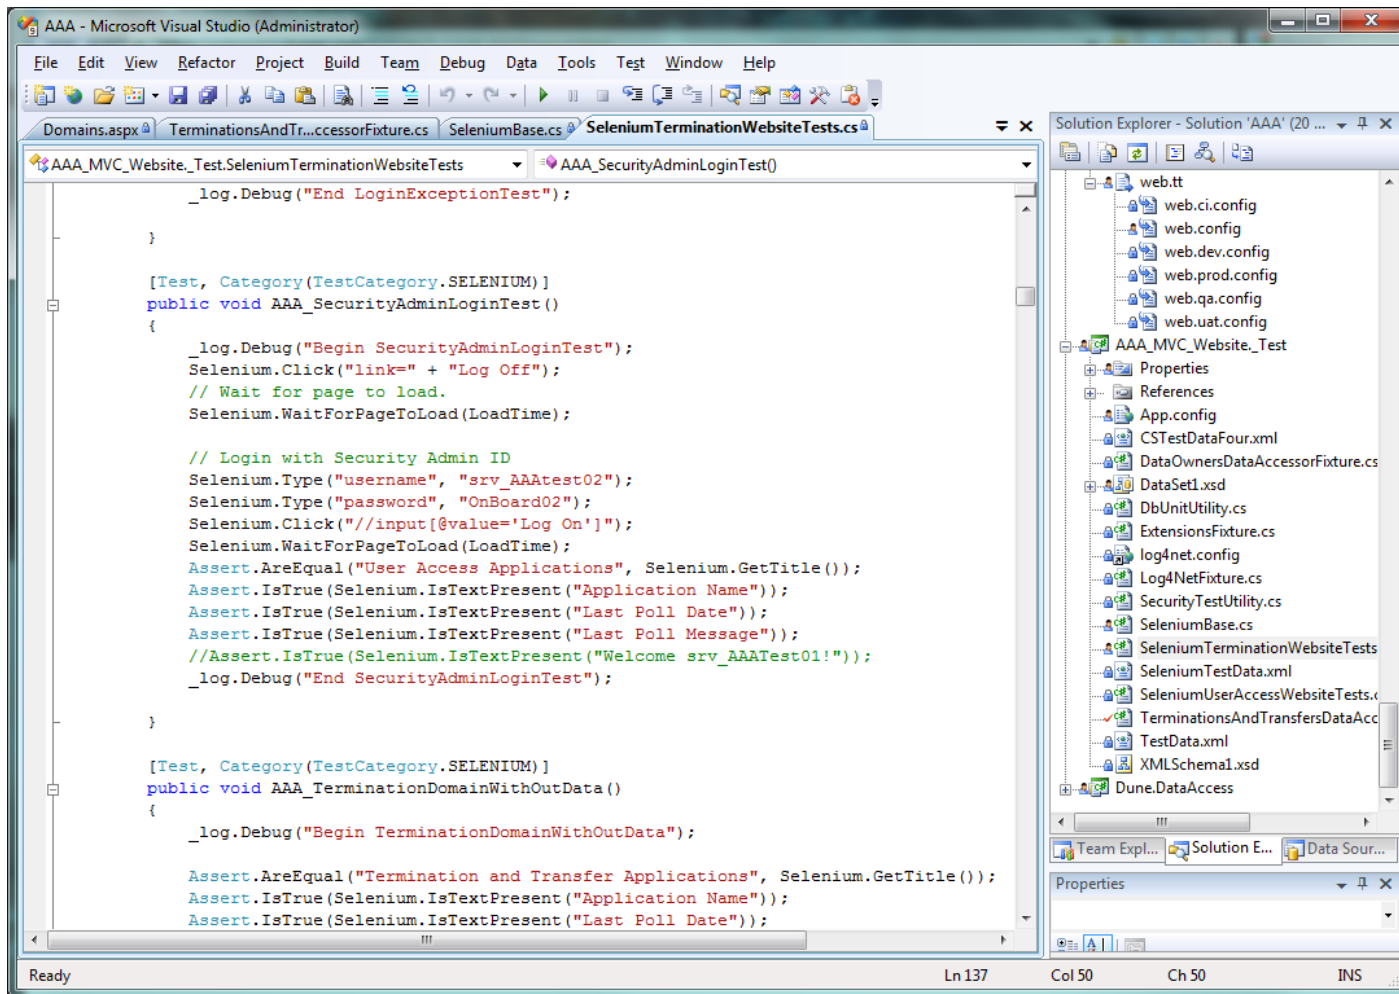 AAA - Microsoft Visual Studio (Administrator)
File Edit View Refactor Project Build Team Debug Data Tools Test Window Help
Domains.aspx TerminationsAndTr...ccessorFixture.cs SeleniumBase.cs SeleniumTerminationWebsiteTests.cs
AAA_MVC_Website._Test.SeleniumTerminationWebsiteTests AAA_SecurityAdminLoginTest()
_log.Debug("End LoginExceptionTest");
}
[Test, Category(TestCategory.SELENIUM)]
public void AAA_SecurityAdminLoginTest()
{
_log.Debug("Begin SecurityAdminLoginTest");
Selenium.Click("link=" + "Log Off");
// Wait for page to load.
Selenium.WaitForPageToLoad(LoadTime);
// Login with Security Admin ID
Selenium.Type("username", "srv_AAAtest02");
Selenium.Type("password", "OnBoard02");
Selenium.Click("//input[@value='Log On']");
Selenium.WaitForPageToLoad(LoadTime);
Assert.AreEqual("User Access Applications", Selenium.GetTitle());
Assert.IsTrue(Selenium.IsTextPresent("Application Name"));
Assert.IsTrue(Selenium.IsTextPresent("Last Poll Date"));
Assert.IsTrue(Selenium.IsTextPresent("Last Poll Message"));
//Assert.IsTrue(Selenium.IsTextPresent("Welcome srv_AAATest01!"));
_log.Debug("End SecurityAdminLoginTest");
}
[Test, Category(TestCategory.SELENIUM)]
public void AAA_TerminationDomainWithOutData()
{
_log.Debug("Begin TerminationDomainWithOutData");
Assert.AreEqual("Termination and Transfer Applications", Selenium.GetTitle());
Assert.IsTrue(Selenium.IsTextPresent("Application Name"));
Assert.IsTrue(Selenium.IsTextPresent("Last Poll Date"));
Solution Explorer - Solution 'AAA' (20 ...
web.tt
web.ci.config
web.config
web.dev.config
web.prod.config
web.qa.config
web.uat.config
AAA_MVC_Website._Test
Properties
References
App.config
CSTestDataFour.xml
DataOwnersDataAccessorFixture.cs
DataSet1.xsd
DbUnitUtility.cs
ExtensionsFixture.cs
log4net.config
Log4NetFixture.cs
SecurityTestUtility.cs
SeleniumBase.cs
SeleniumTerminationWebsiteTests
SeleniumTestData.xml
SeleniumUserAccessWebsiteTests.c
TerminationsAndTransfersDataAcc
TestData.xml
XMLSchema1.xsd
Dune.DataAccess
Team Expl... Solution E... Data Sour...
Properties
Ready Ln 137 Col 50 Ch 50 INS